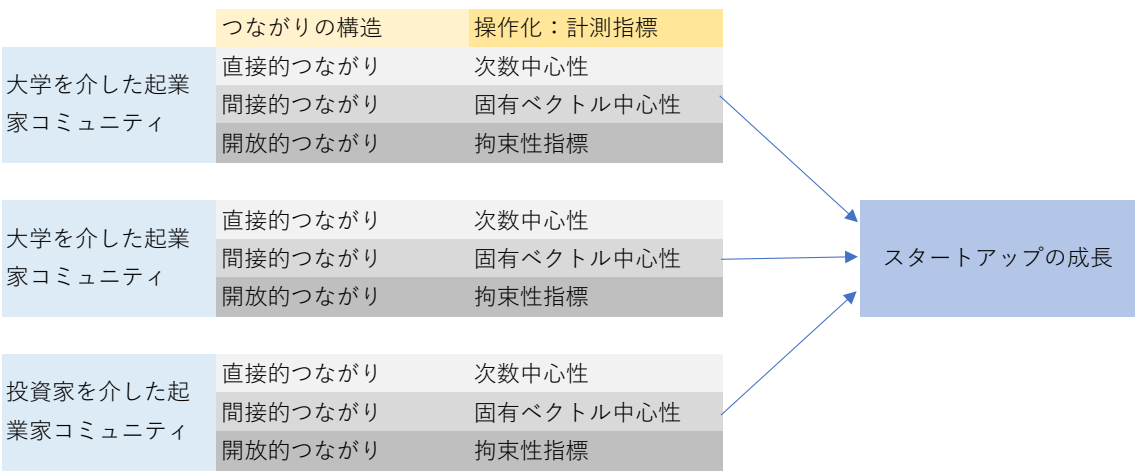 つながりの構造 操作化：計測指標
大学を介した起業
家コミュニティ
直接的つながり 次数中心性
間接的つながり 固有ベクトル中心性
開放的つながり 拘束性指標
大学を介した起業
家コミュニティ
直接的つながり 次数中心性
間接的つながり 固有ベクトル中心性
開放的つながり 拘束性指標
投資家を介した起
業家コミュニティ
直接的つながり 次数中心性
間接的つながり 固有ベクトル中心性
開放的つながり 拘束性指標
スタートアップの成長